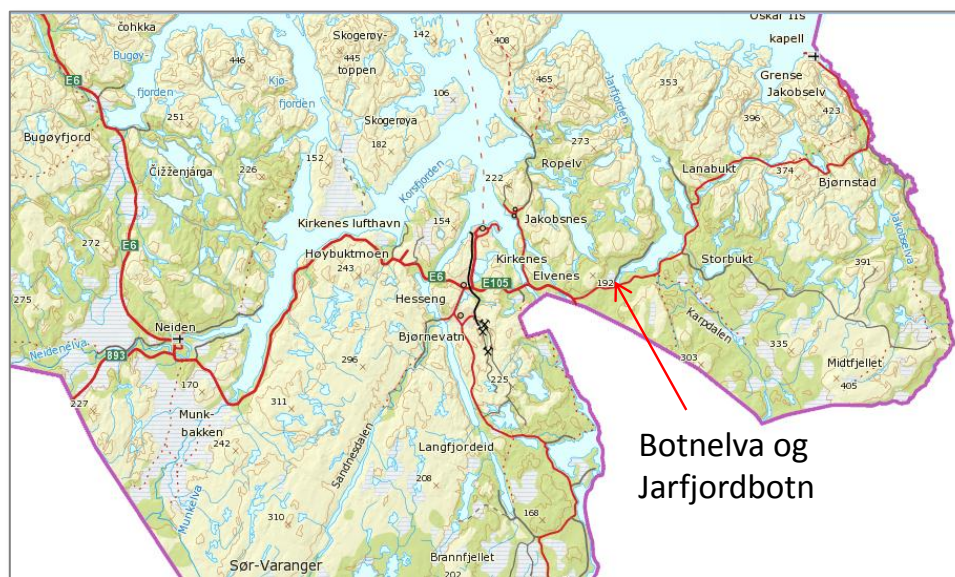 čohkka
Skogerøy-
toppen
142
408
Oskar IIs
kapell
446
445
Bugøy-
fjorden
Kjø-
fjorden
E6
106
465
Jarfjorden
353
Grense
Jakobselv
251
Skogerøya
182
273
396
423
Bugøyfjord
Čižženjárga
226
152
Korsfjorden
Ropelv
Lanabukt
374
Bjørnstad
222
Jakobsnes
272
E6
Kirkenes lufthavn
154
Høybuktmoen
243
E6
Kirkenes
E105
Elvenes
192
Storbukt
391
Jakobselva
275
Hesseng
Neiden
Neidenelva
893
Bjørnevatn
Karpdalen
335
303
Midtfjellet
405
296
170
311
225
227
Munk-
bakken
242
Sandnesdalen
Langfjordeid
208
168
Munkelva
310
Brannfjellet
202
Sør-Varanger
Botnelva og
Jarfjordbotn